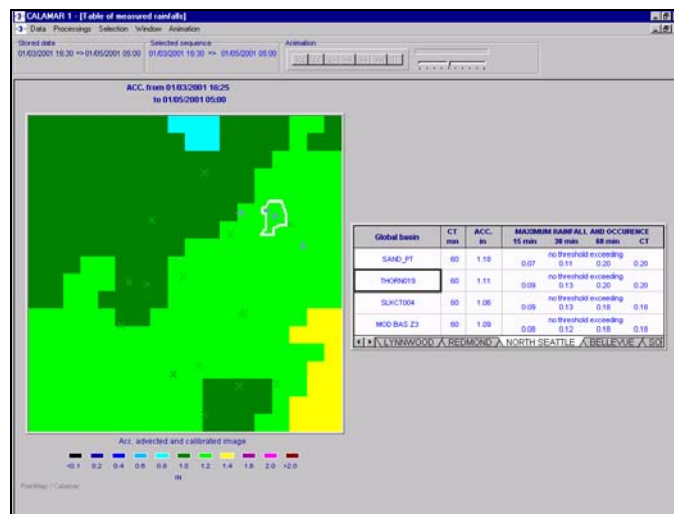 CALAMAR 1 - [Table of measured rainfalls]
Data Processings Selection Window Animation
Stored data Selected sequence Animation
01/03/2001 16:30 => 01/05/2001 05:00 01/03/2001 16:30 => 01/05/2001 05:00
ACC. from 01/03/2001 16:25
to 01/05/2001 05:00
Global basin CT mn ACC. in MAXIMUM RAINFALL AND OCCURENCE
15 min 30 min 60 min CT
no threshold exceeding
SAND_PT 60 1.18 0.07 0.11 0.20 0.20
no threshold exceeding
THORN019 60 1.11 0.09 0.13 0.20 0.20
no threshold exceeding
SLKCT004 60 1.06 0.09 0.13 0.18 0.18
no threshold exceeding
MOD BAS Z3 60 1.09 0.08 0.12 0.18 0.18
LYNNWOOD REDMOND NORTH SEATTLE BELLEVUE SOI
Acc. advected and calibrated image
<0.1 0.2 0.4 0.6 0.8 1.0 1.2 1.4 1.8 2.0 >2.0
IN
RainMap / Calamar